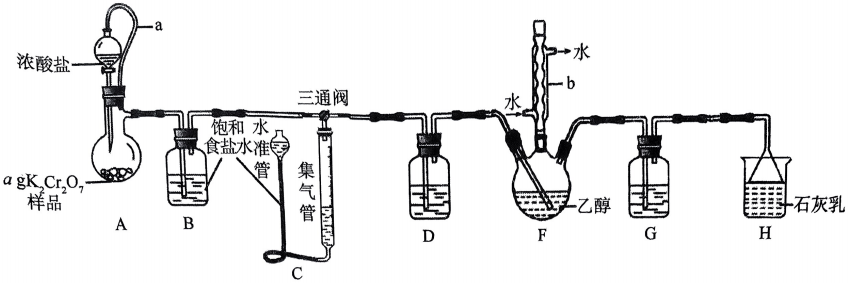 a
浓酸盐
a gK₂Cr₂O₇
样品
A
B
饱和
食盐水
水
准
管
三通阀
集
气
管
C
D
水
水
b
乙醇
F
G
石灰乳
H